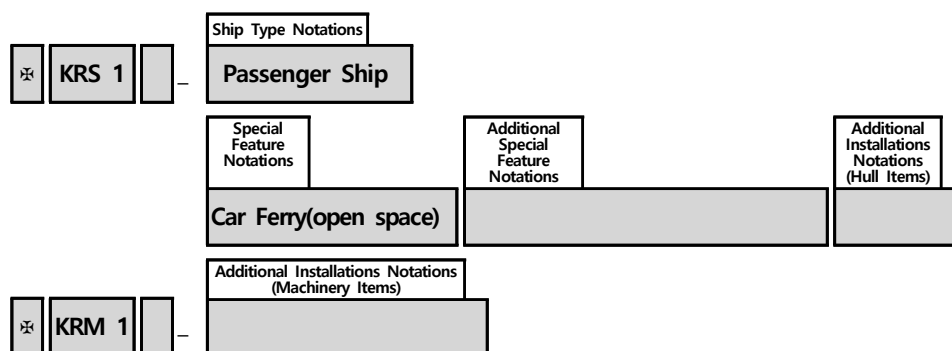 Ship Type Notations
✠ KRS 1 – Passenger Ship
Special
Feature
Notations
Additional
Special
Feature
Notations
Additional
Installations
Notations
(Hull Items)
Car Ferry(open space)
Additional Installations Notations
(Machinery Items)
✠ KRM 1 –